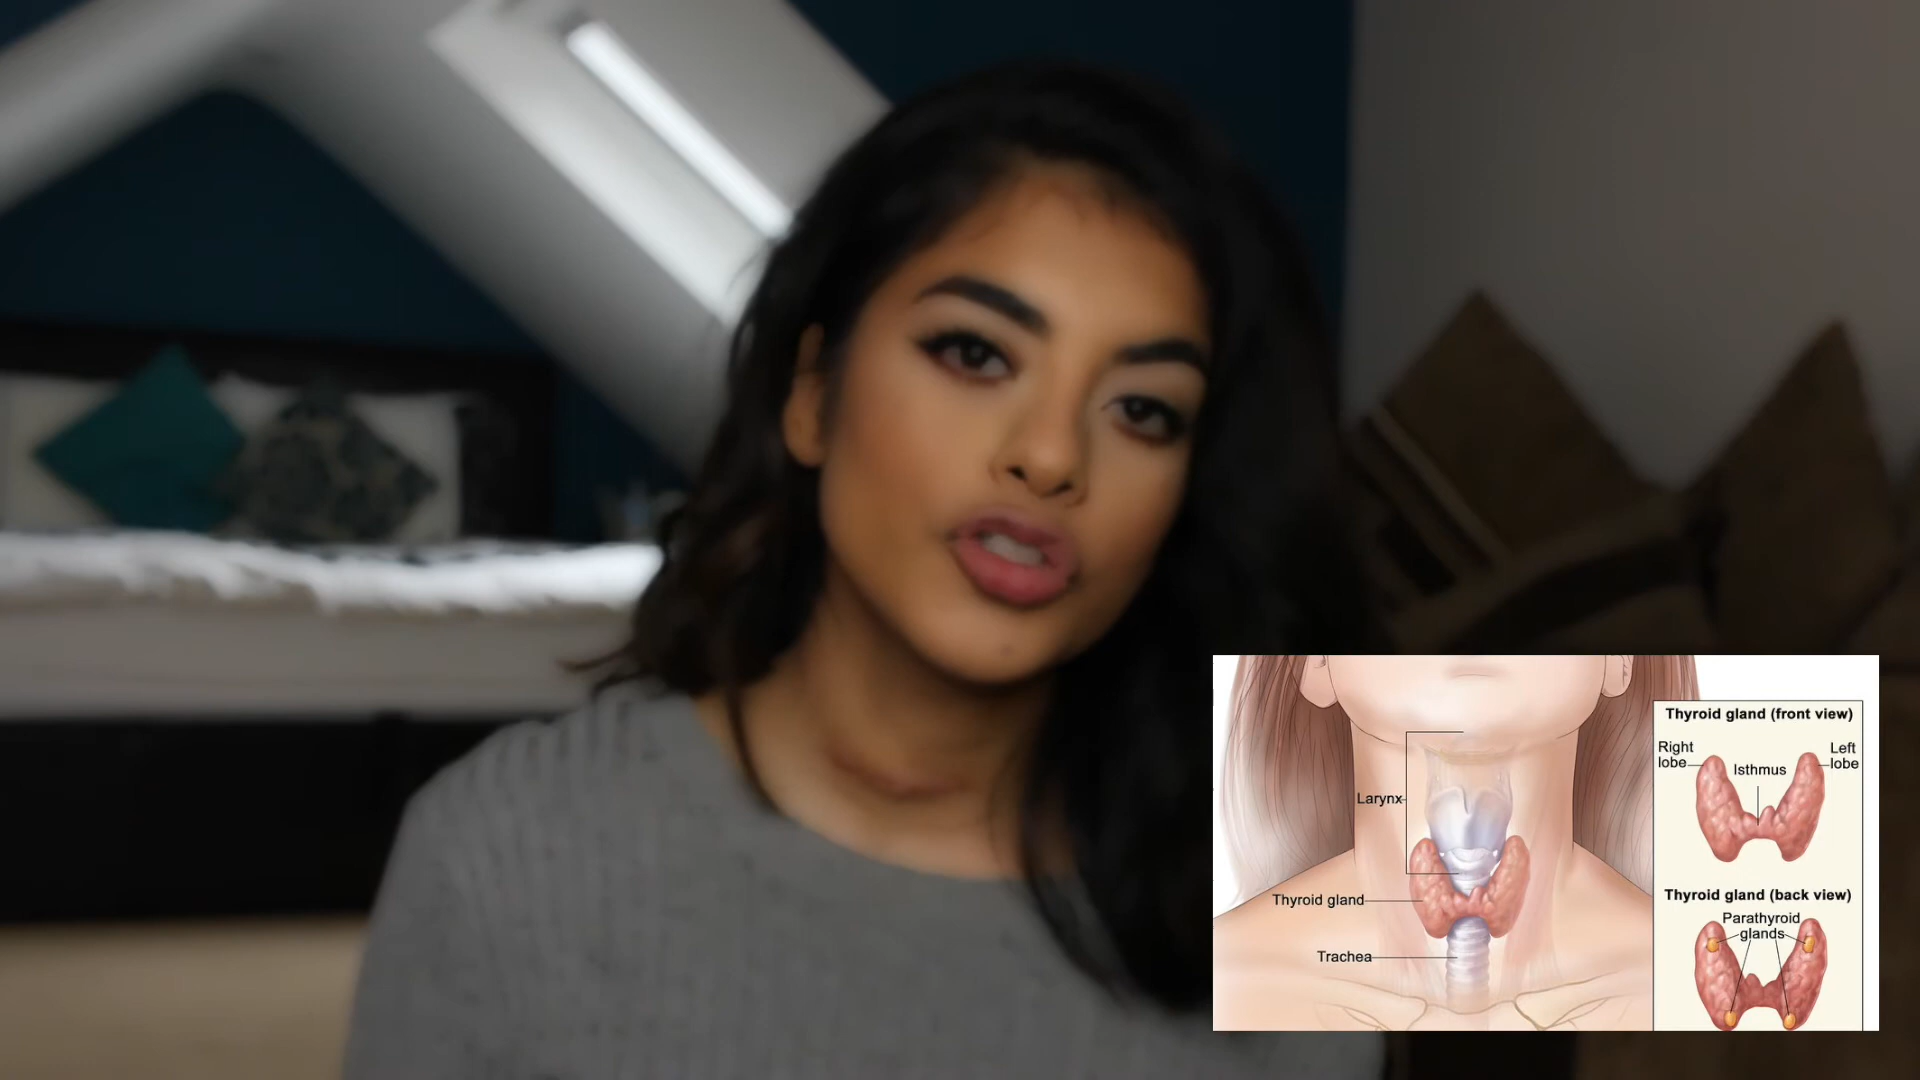 Thyroid gland (front view)
Right
lobe
Left
lobe
Isthmus
Larynx
Thyroid gland
Trachea
Thyroid gland (back view)
Parathyroid
glands